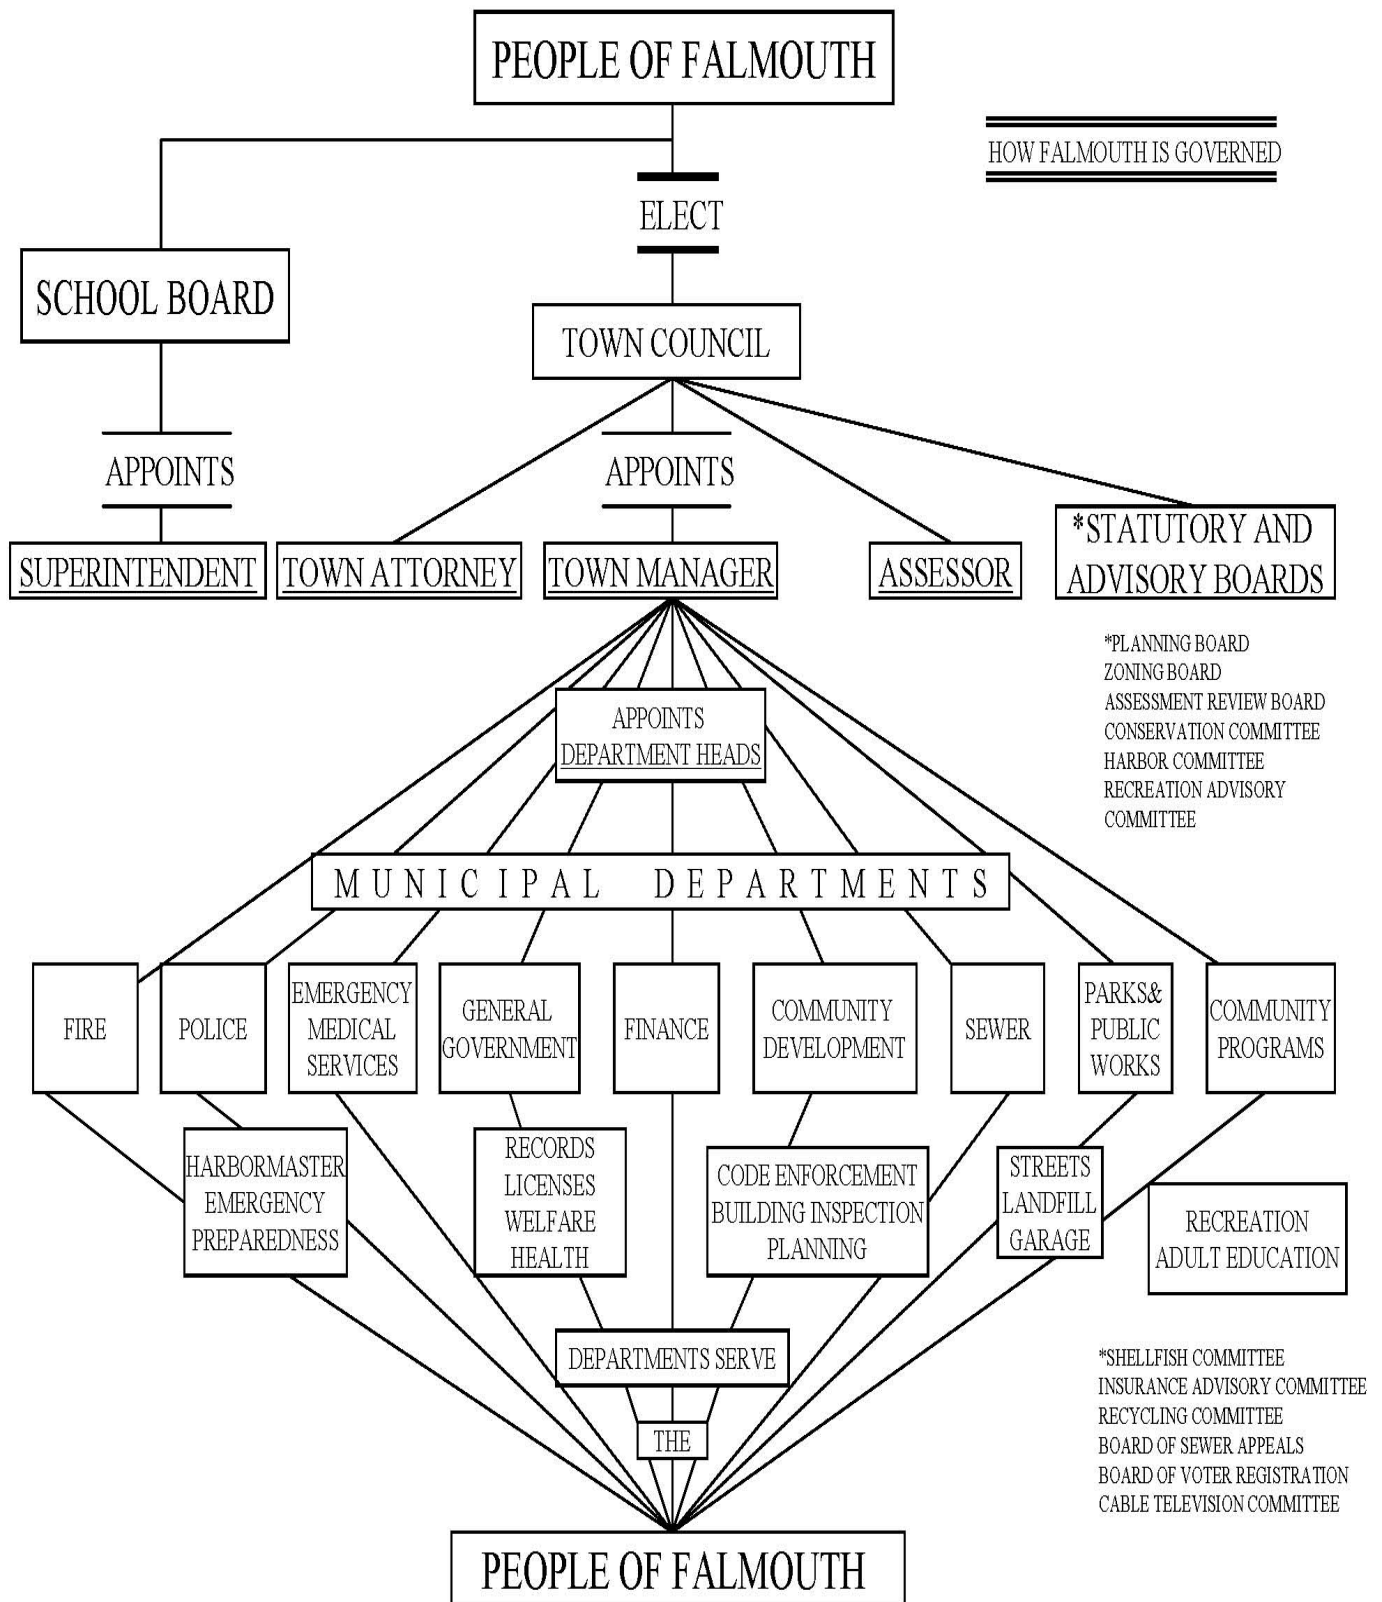 PEOPLE OF FALMOUTH
HOW FALMOUTH IS GOVERNED
ELECT
SCHOOL BOARD
TOWN COUNCIL
APPOINTS
APPOINTS
SUPERINTENDENT
TOWN ATTORNEY
TOWN MANAGER
ASSESSOR
*STATUTORY AND
ADVISORY BOARDS
*PLANNING BOARD
ZONING BOARD
ASSESSMENT REVIEW BOARD
CONSERVATION COMMITTEE
HARBOR COMMITTEE
RECREATION ADVISORY
COMMITTEE
APPOINTS
DEPARTMENT HEADS
MUNICIPAL DEPARTMENTS
FIRE
POLICE
EMERGENCY
MEDICAL
SERVICES
GENERAL
GOVERNMENT
FINANCE
COMMUNITY
DEVELOPMENT
SEWER
PARKS&
PUBLIC
WORKS
COMMUNITY
PROGRAMS
HARBORMASTER
EMERGENCY
PREPAREDNESS
RECORDS
LICENSES
WELFARE
HEALTH
CODE ENFORCEMENT
BUILDING INSPECTION
PLANNING
STREETS
LANDFILL
GARAGE
RECREATION
ADULT EDUCATION
DEPARTMENTS SERVE
THE
*SHELLFISH COMMITTEE
INSURANCE ADVISORY COMMITTEE
RECYCLING COMMITTEE
BOARD OF SEWER APPEALS
BOARD OF VOTER REGISTRATION
CABLE TELEVISION COMMITTEE
PEOPLE OF FALMOUTH